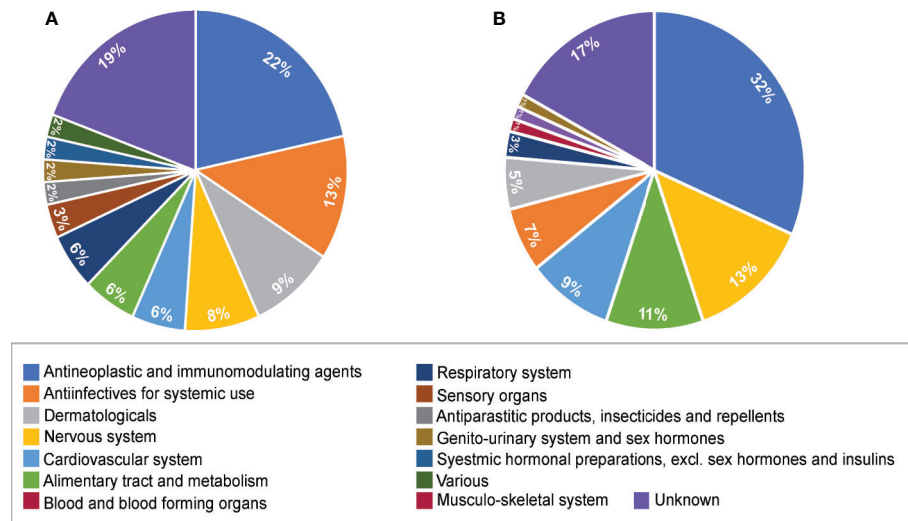 A
B
22%
13%
9%
8%
6%
6%
6%
3%
2%
2%
2%
2%
19%
32%
13%
11%
9%
7%
5%
3%
17%
Antineoplastic and immunomodulating agents
Antiinfectives for systemic use
Dermatologicals
Nervous system
Cardiovascular system
Alimentary tract and metabolism
Blood and blood forming organs
Respiratory system
Sensory organs
Antiparastitic products, insecticides and repellents
Genito-urinary system and sex hormones
Syestmic hormonal preparations, excl. sex hormones and insulins
Various
Musculo-skeletal system Unknown